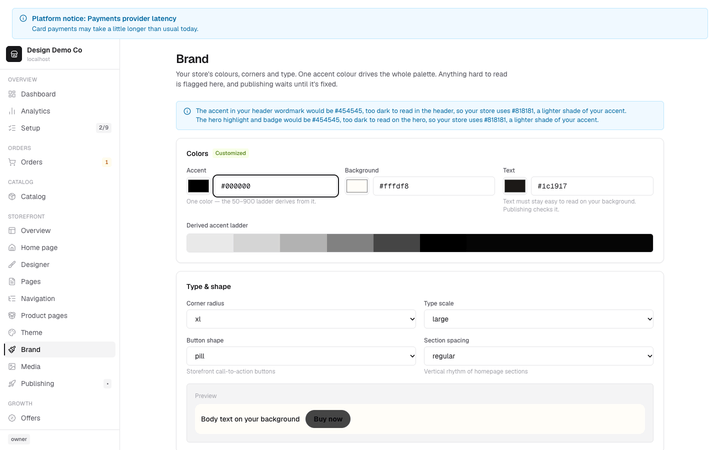 Platform notice: Payments provider latency
Card payments may take a little longer than usual today.
Design Demo Co
localhost
OVERVIEW
Dashboard
Analytics
Setup 2/9
ORDERS
Orders 1
CATALOG
Catalog
STOREFRONT
Overview
Home page
Designer
Pages
Navigation
Product pages
Theme
Brand
Media
Publishing
GROWTH
Offers
owner
Brand
Your store's colours, corners and type. One accent colour drives the whole palette. Anything hard to read
is flagged here, and publishing waits until it's fixed.
The accent in your header wordmark would be #454545, too dark to read in the header, so your store uses #818181, a lighter shade of your accent.
The hero highlight and badge would be #454545, too dark to read on the hero, so your store uses #818181, a lighter shade of your accent.
Colors Customized
Accent Background Text
#000000 #fffdf8 #1c1917
One color — the 50–900 ladder derives from it. Text must stay easy to read on your background.
Publishing checks it.
Derived accent ladder
Type & shape
Corner radius Type scale
xl large
Button shape Section spacing
pill regular
Storefront call-to-action buttons Vertical rhythm of homepage sections
Preview
Body text on your background Buy now